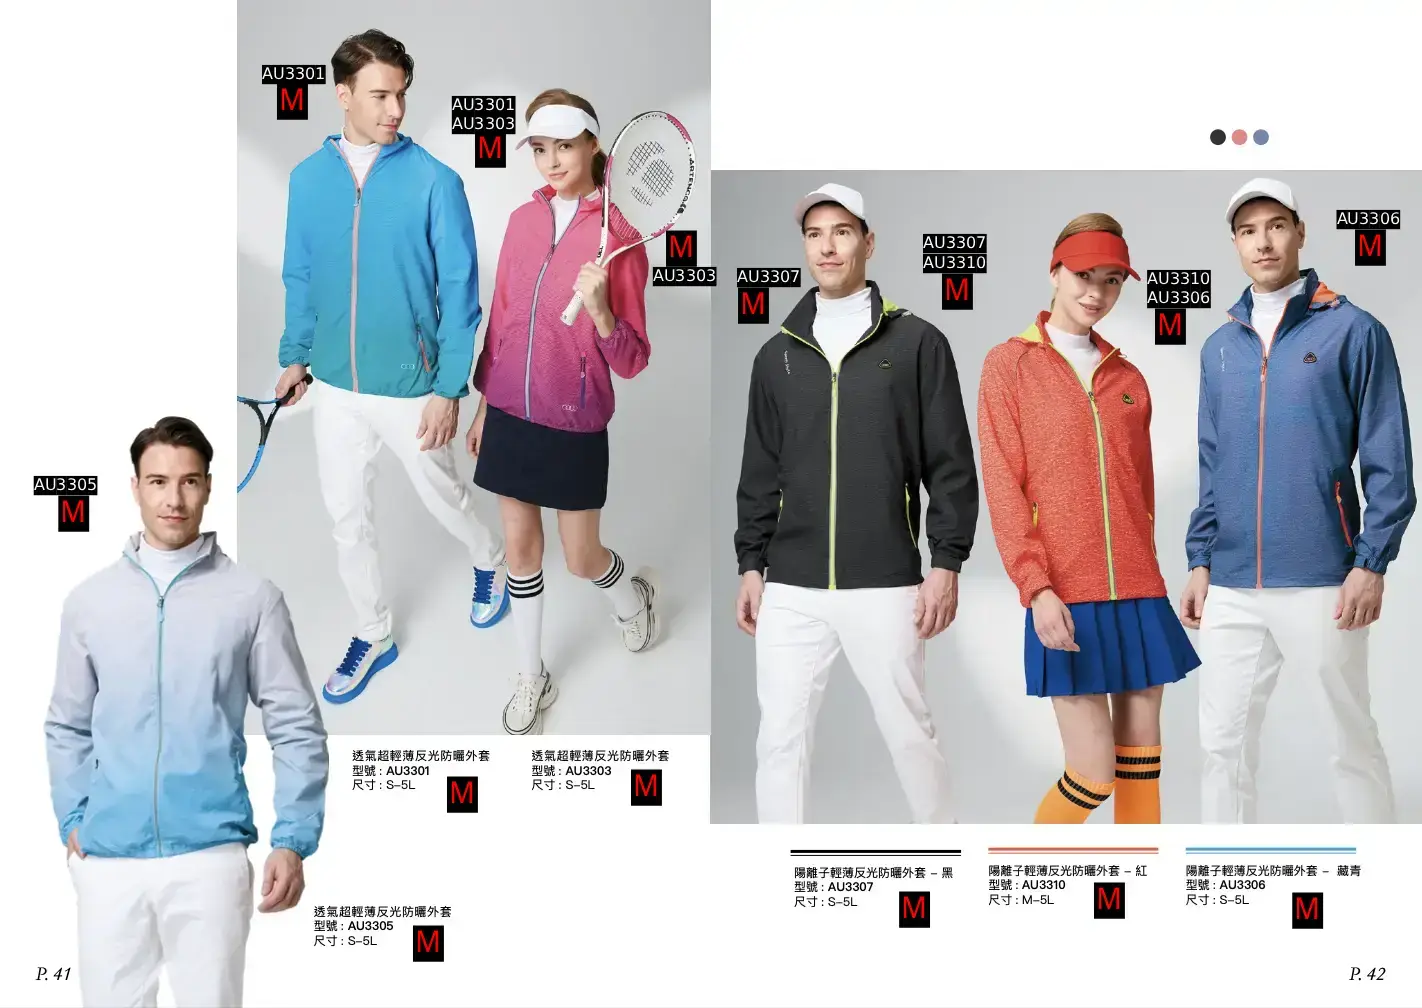 AU3301
M
AU3301
AU3303
M
M
AU3303
AU3305
M
透氣超輕薄反光防曬外套
型號 : AU3301
尺寸 : S–5L
M
透氣超輕薄反光防曬外套
型號 : AU3303
尺寸 : S–5L
M
透氣超輕薄反光防曬外套
型號 : AU3305
尺寸 : S–5L
M
P. 41
AU3307
M
AU3307
AU3310
M
AU3310
AU3306
M
AU3306
M
陽離子輕薄反光防曬外套 – 黑
型號 : AU3307
尺寸 : S–5L
M
陽離子輕薄反光防曬外套 – 紅
型號 : AU3310
尺寸 : M–5L
M
陽離子輕薄反光防曬外套 – 藏青
型號 : AU3306
尺寸 : S–5L
M
P. 42